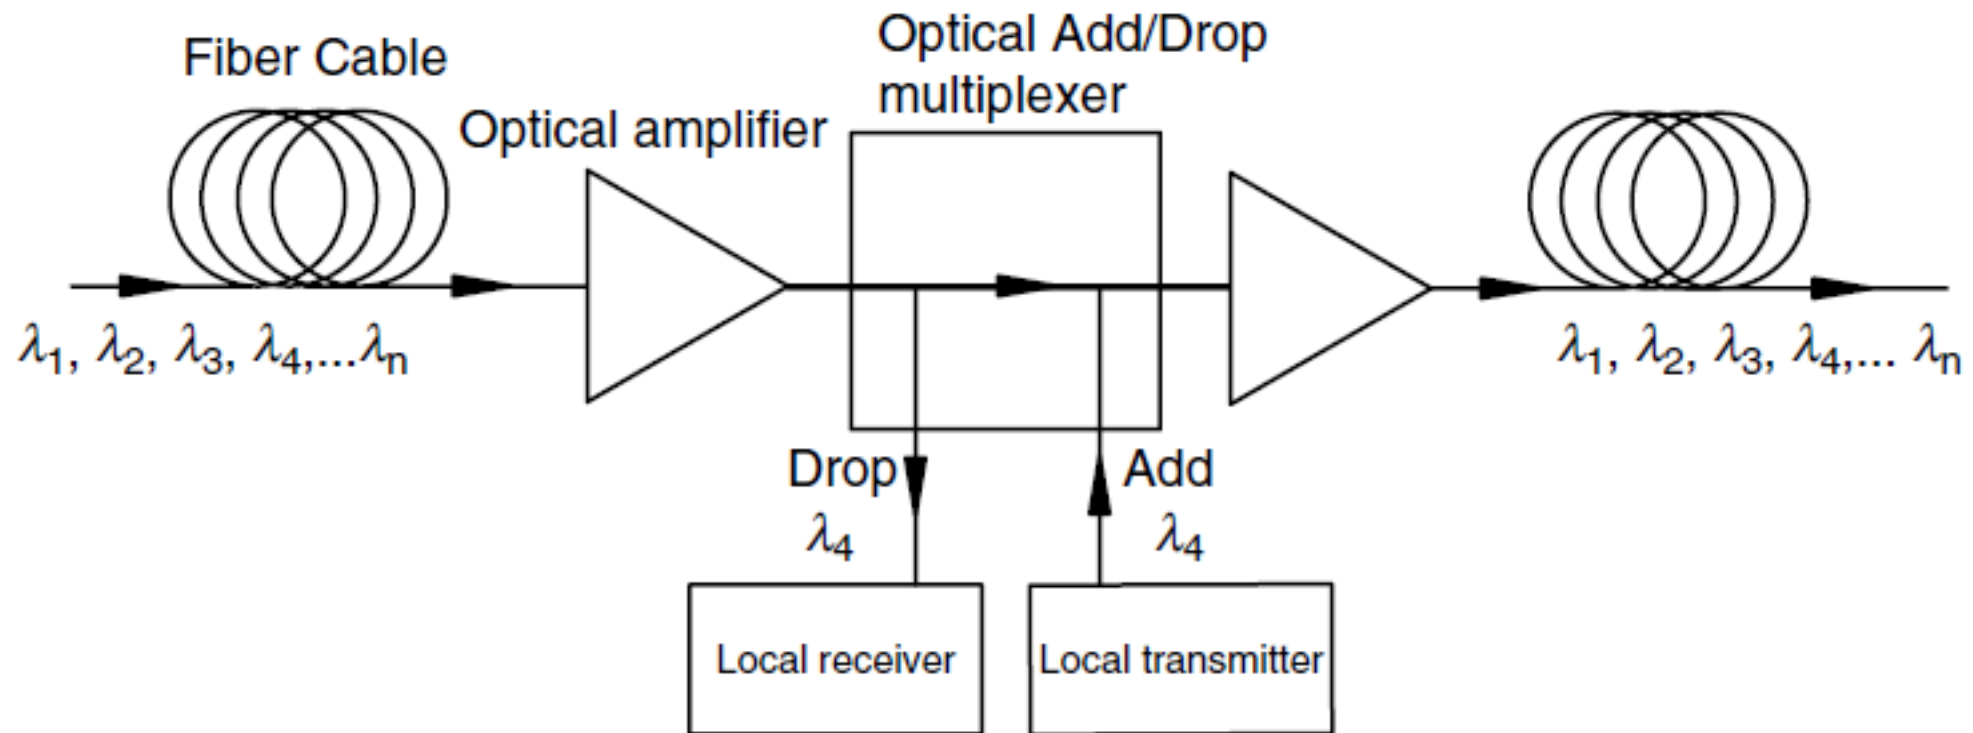 Fiber Cable
Optical amplifier
Optical Add/Drop
multiplexer
λ1, λ2, λ3, λ4,...λn
λ1, λ2, λ3, λ4,... λn
Drop
λ4
Add
λ4
Local receiver
Local transmitter